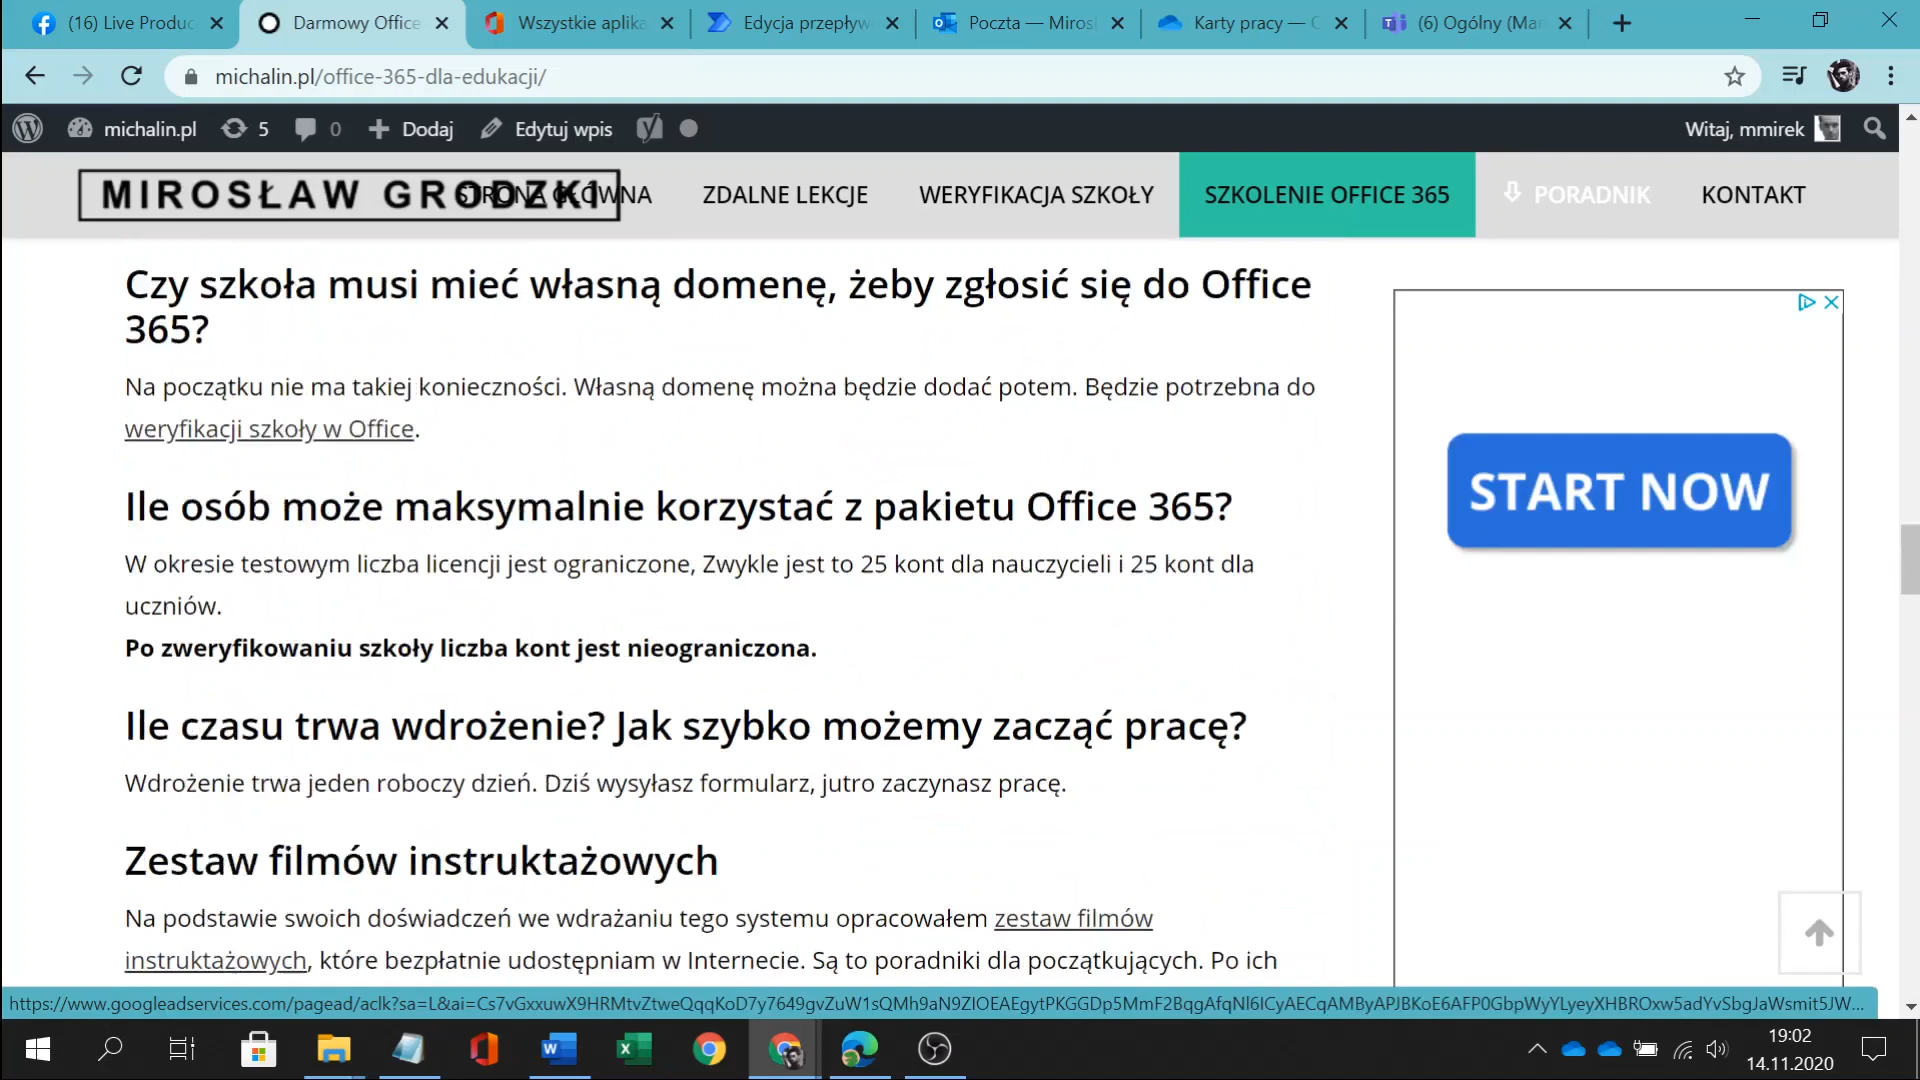 (16) Live Produc
Darmowy Office
Wszystkie aplika
Edycja przepływ
Poczta — Miros
Karty pracy — O
(6) Ogólny (Mar
michalin.pl/office-365-dla-edukacji/
michalin.pl 5 0 Dodaj Edytuj wpis Witaj, mmirek
MIROSŁAW GRODZKI
STRONA GŁÓWNA ZDALNE LEKCJE WERYFIKACJA SZKOŁY SZKOLENIE OFFICE 365 PORADNIK KONTAKT
Czy szkoła musi mieć własną domenę, żeby zgłosić się do Office
365?
Na początku nie ma takiej konieczności. Własną domenę można będzie dodać potem. Będzie potrzebna do
weryfikacji szkoły w Office.
Ile osób może maksymalnie korzystać z pakietu Office 365?
W okresie testowym liczba licencji jest ograniczone, Zwykle jest to 25 kont dla nauczycieli i 25 kont dla
uczniów.
Po zweryfikowaniu szkoły liczba kont jest nieograniczona.
Ile czasu trwa wdrożenie? Jak szybko możemy zacząć pracę?
Wdrożenie trwa jeden roboczy dzień. Dziś wysyłasz formularz, jutro zaczynasz pracę.
Zestaw filmów instruktażowych
Na podstawie swoich doświadczeń we wdrażaniu tego systemu opracowałem zestaw filmów
instruktażowych, które bezpłatnie udostępniam w Internecie. Są to poradniki dla początkujących. Po ich
START NOW
19:02
14.11.2020